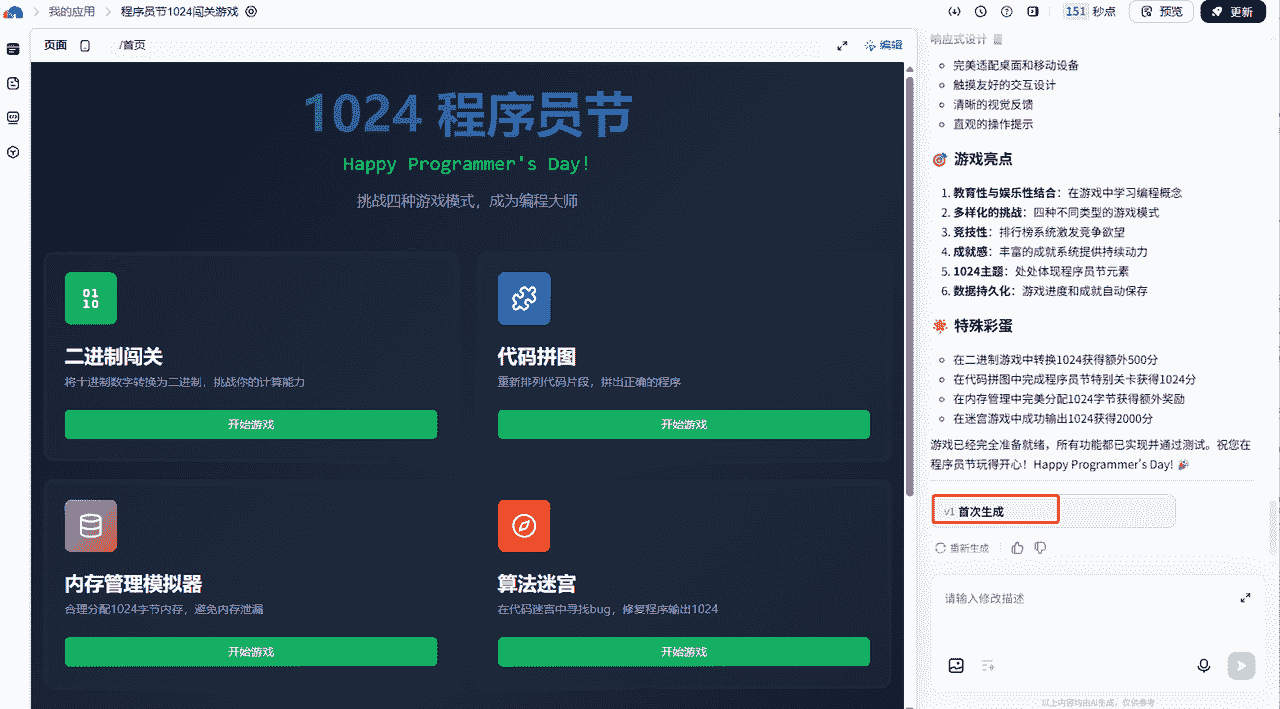 我的应用 > 程序员节1024闯关游戏
151 秒点
预览
更新
页面
/首页
编辑
1024 程序员节
Happy Programmer's Day!
挑战四种游戏模式，成为编程大师
01
10
二进制闯关
将十进制数字转换为二进制，挑战你的计算能力
开始游戏
代码拼图
重新排列代码片段，拼出正确的程序
开始游戏
内存管理模拟器
合理分配1024字节内存，避免内存泄漏
开始游戏
算法迷宫
在代码迷宫中寻找bug，修复程序输出1024
开始游戏
响应式设计
完美适配桌面和移动设备
触摸友好的交互设计
清晰的视觉反馈
直观的操作提示
游戏亮点
1. 教育性与娱乐性结合：在游戏中学习编程概念
2. 多样化的挑战：四种不同类型的游戏模式
3. 竞技性：排行榜系统激发竞争欲望
4. 成就感：丰富的成就系统提供持续动力
5. 1024主题：处处体现程序员节元素
6. 数据持久化：游戏进度和成就自动保存
特殊彩蛋
在二进制游戏中转换1024获得额外500分
在代码拼图中完成程序员节特别关卡获得1024分
在内存管理中完美分配1024字节获得额外奖励
在迷宫游戏中成功输出1024获得2000分
游戏已经完全准备就绪，所有功能都已实现并通过测试。祝您在
程序员节玩得开心！Happy Programmer's Day! 🎉
v1 首次生成
重新生成
请输入修改描述
以上内容均由AI生成，仅供参考